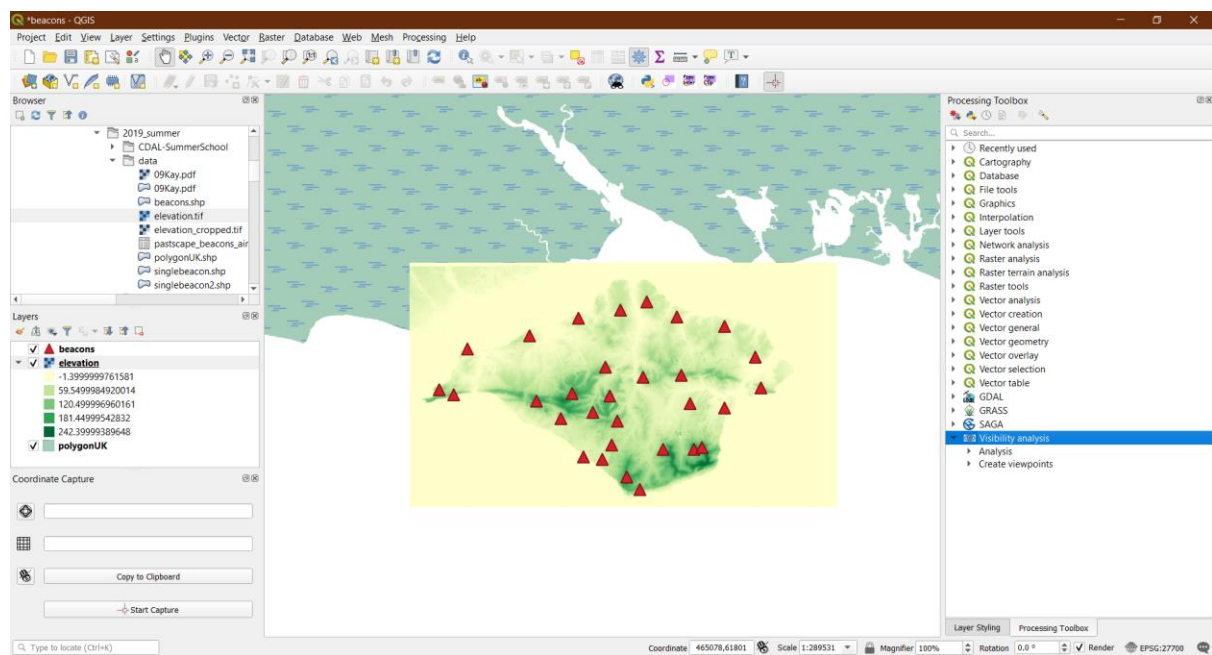 *beacons - QGIS
Project Edit View Layer Settings Plugins Vector Raster Database Web Mesh Processing Help
Browser
2019_summer
CDAL-SummerSchool
data
09Kay.pdf
09Kay.pdf
beacons.shp
elevation.tif
elevation_cropped.tif
pastscape_beacons_air
polygonUK.shp
singlebeacon.shp
singlebeacon2.shp
Layers
beacons
elevation
-1.3999999761581
59.5499984920014
120.499996960161
181.44999542832
242.39999389648
polygonUK
Coordinate Capture
Copy to Clipboard
Start Capture
Processing Toolbox
Search...
Recently used
Cartography
Database
File tools
Graphics
Interpolation
Layer tools
Network analysis
Raster analysis
Raster terrain analysis
Raster tools
Vector analysis
Vector creation
Vector general
Vector geometry
Vector overlay
Vector selection
Vector table
GDAL
GRASS
SAGA
Visibility analysis
Analysis
Create viewpoints
Layer Styling Processing Toolbox
Type to locate (Ctrl+K) Coordinate 465078,61801 Scale 1:289531 Magnifier 100% Rotation 0.0 ° Render EPSG:27700